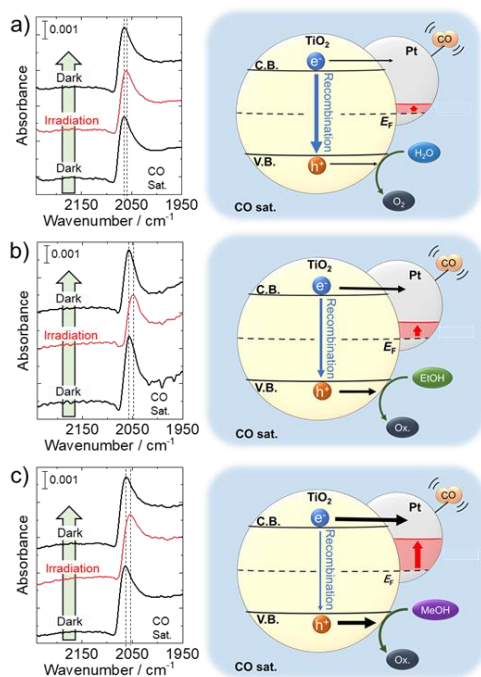 a)
0.001
Dark
Irradiation
Dark
CO
Sat.
Absorbance
2150 2050 1950
Wavenumber / cm-1
TiO2
Pt
CO
C.B.
e-
Recombination
EF
V.B.
h+
H2O
O2
CO sat.
b)
0.001
Dark
Irradiation
Dark
CO
Sat.
Absorbance
2150 2050 1950
Wavenumber / cm-1
TiO2
Pt
CO
C.B.
e-
Recombination
EF
V.B.
h+
EtOH
Ox.
CO sat.
c)
0.001
Dark
Irradiation
Dark
CO
Sat.
Absorbance
2150 2050 1950
Wavenumber / cm-1
TiO2
Pt
CO
C.B.
e-
Recombination
EF
V.B.
h+
MeOH
Ox.
CO sat.